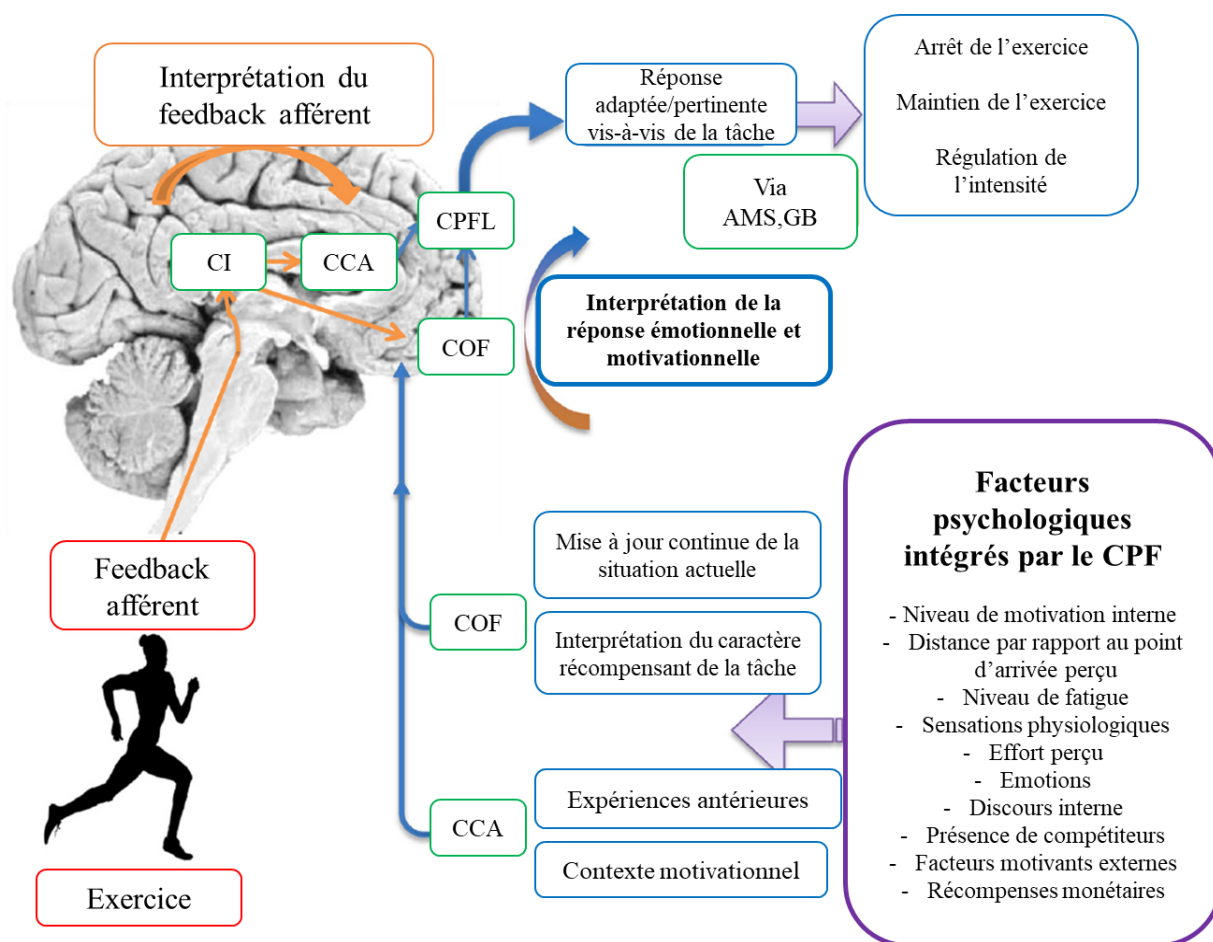 Interprétation du
feedback afférent
Réponse
adaptée/pertinente
vis-à-vis de la tâche
Arrêt de l’exercice
Maintien de l’exercice
Régulation de
l’intensité
Via
AMS,GB
CPFL
CI
CCA
COF
Interprétation de la
réponse émotionnelle et
motivationnelle
Feedback
afférent
Exercice
COF
Mise à jour continue de la
situation actuelle
Interprétation du caractère
récompensant de la tâche
CCA
Expériences antérieures
Contexte motivationnel
Facteurs
psychologiques
intégrés par le CPF
- Niveau de motivation interne
- Distance par rapport au point
d’arrivée perçu
- Niveau de fatigue
- Sensations physiologiques
- Effort perçu
- Emotions
- Discours interne
- Présence de compétiteurs
- Facteurs motivants externes
- Récompenses monétaires